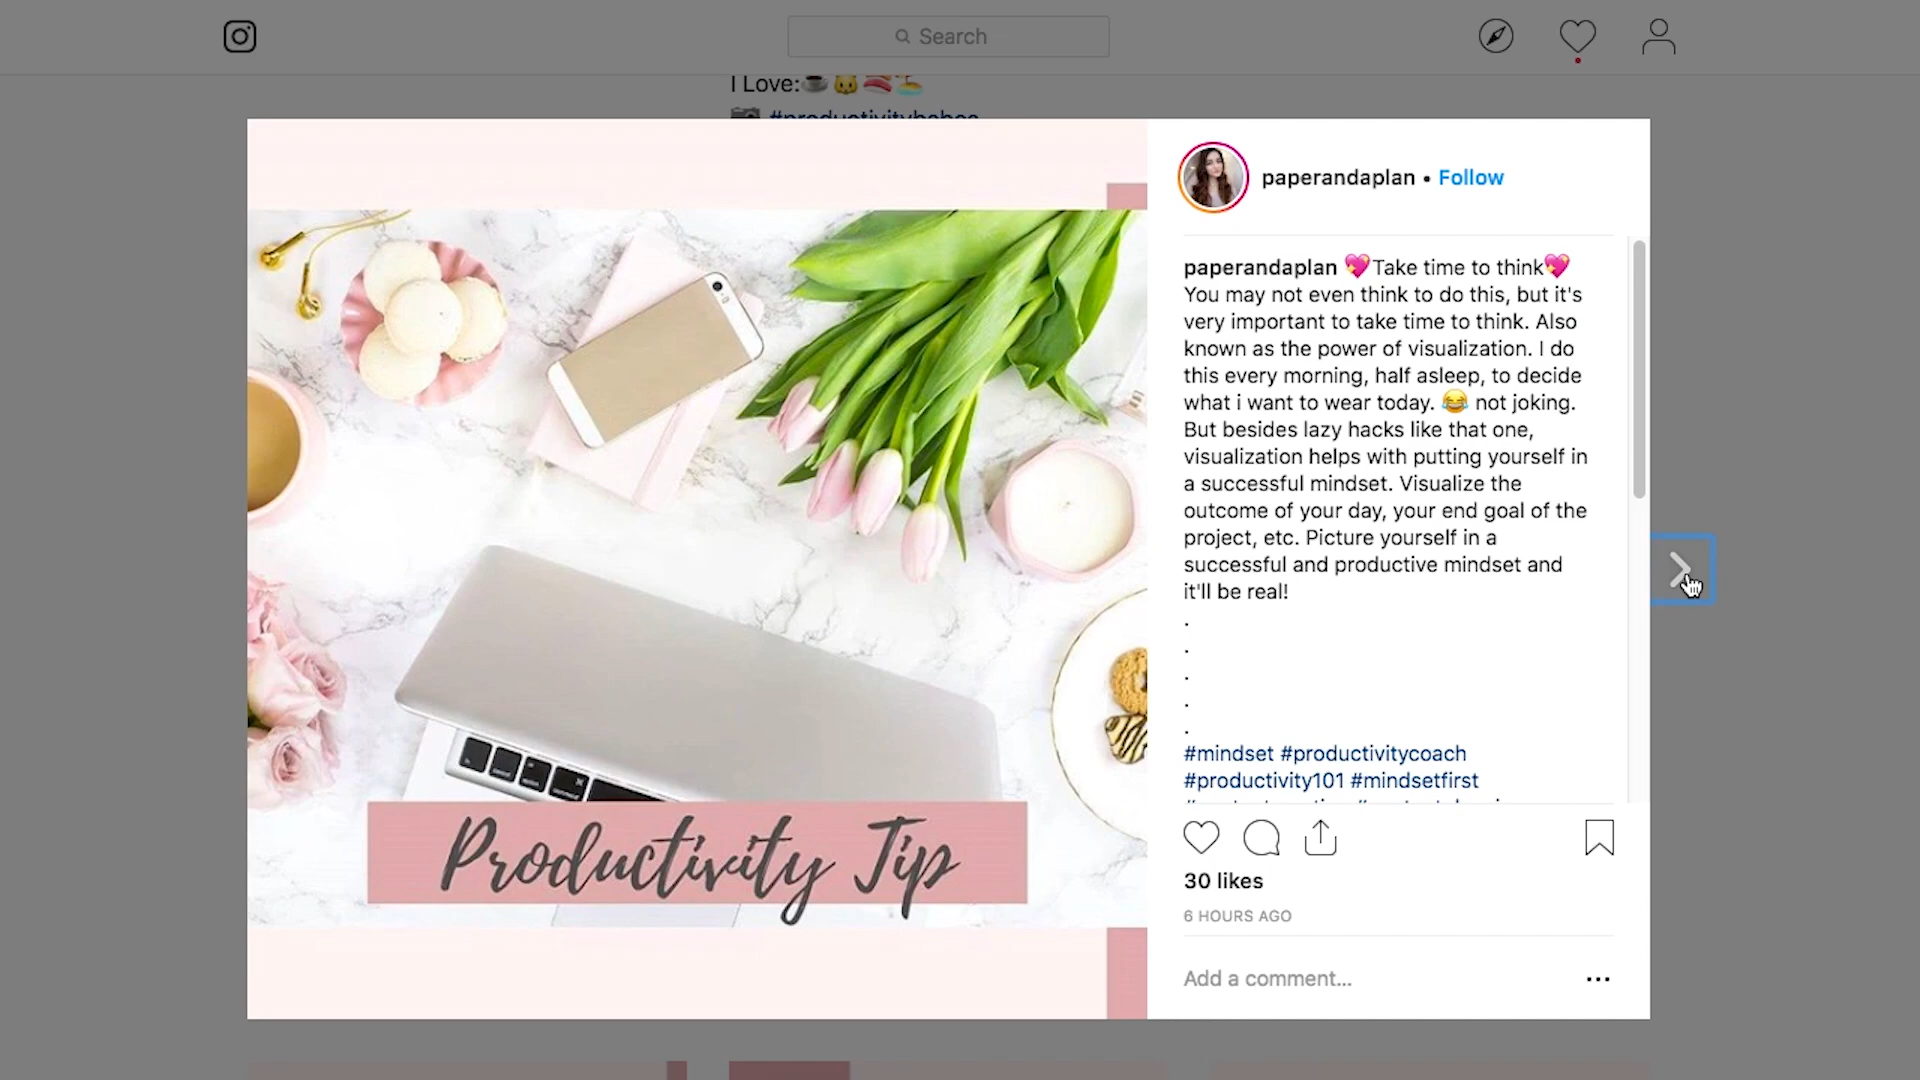 Search
I Love:☕🐱🍣🏝
📷 #productivitybabes
paperandaplan • Follow
paperandaplan 💖Take time to think💖
You may not even think to do this, but it's
very important to take time to think. Also
known as the power of visualization. I do
this every morning, half asleep, to decide
what i want to wear today. 😂 not joking.
But besides lazy hacks like that one,
visualization helps with putting yourself in
a successful mindset. Visualize the
outcome of your day, your end goal of the
project, etc. Picture yourself in a
successful and productive mindset and
it'll be real!
.
.
.
.
.
#mindset #productivitycoach
#productivity101 #mindsetfirst
Productivity Tip
30 likes
6 HOURS AGO
Add a comment...